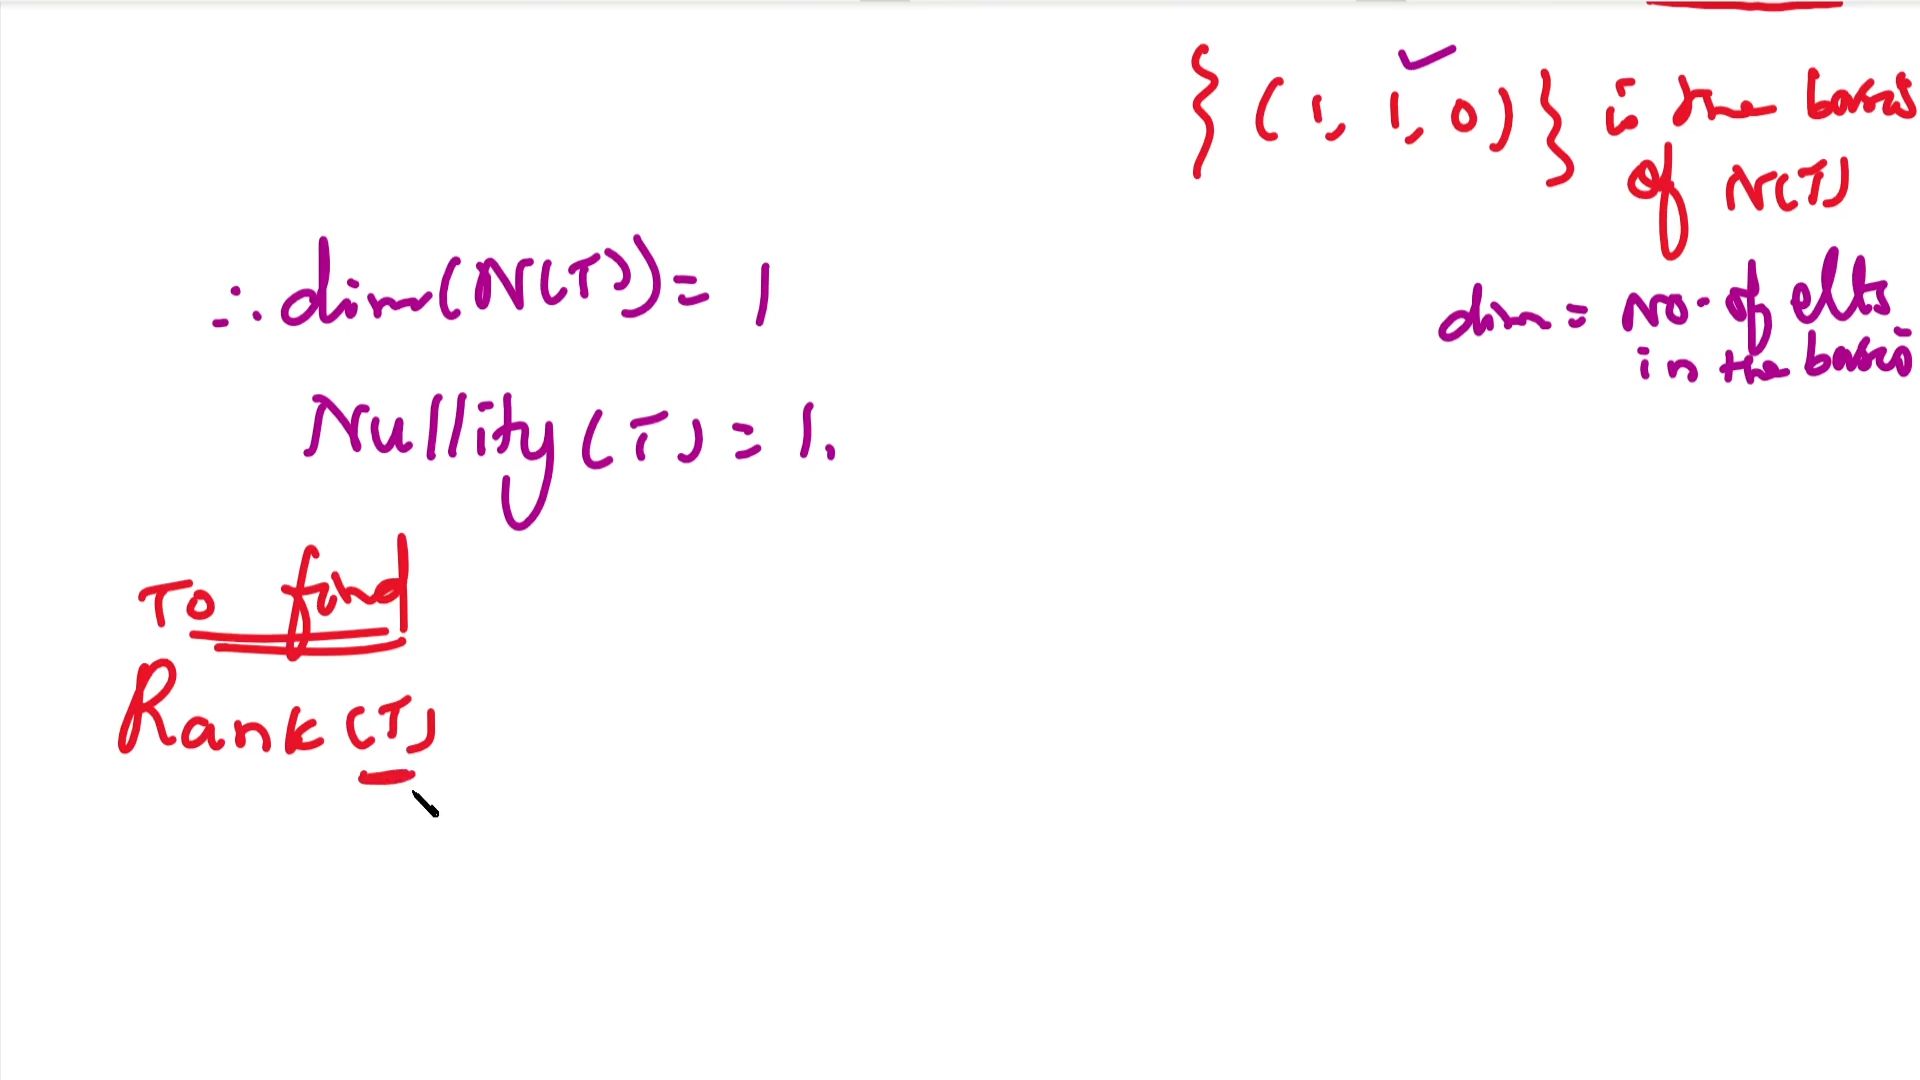 {(1, 1, 0)} is the basis
of N(T)
∴ dim(N(T)) = 1
dim = No. of elts
in the basis
Nullity(T) = 1.
To find
Rank(T)